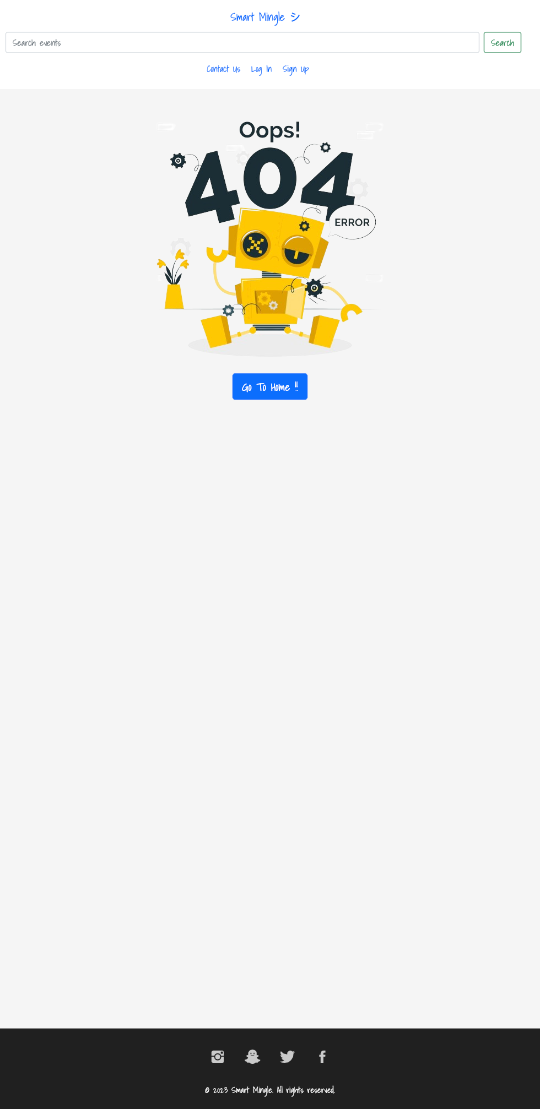 Smart Mingle シ
Search events
Search
Contact Us Log In Sign Up
Oops!
404
ERROR
Go To Home !!
© 2023 Smart Mingle. All rights reserved.